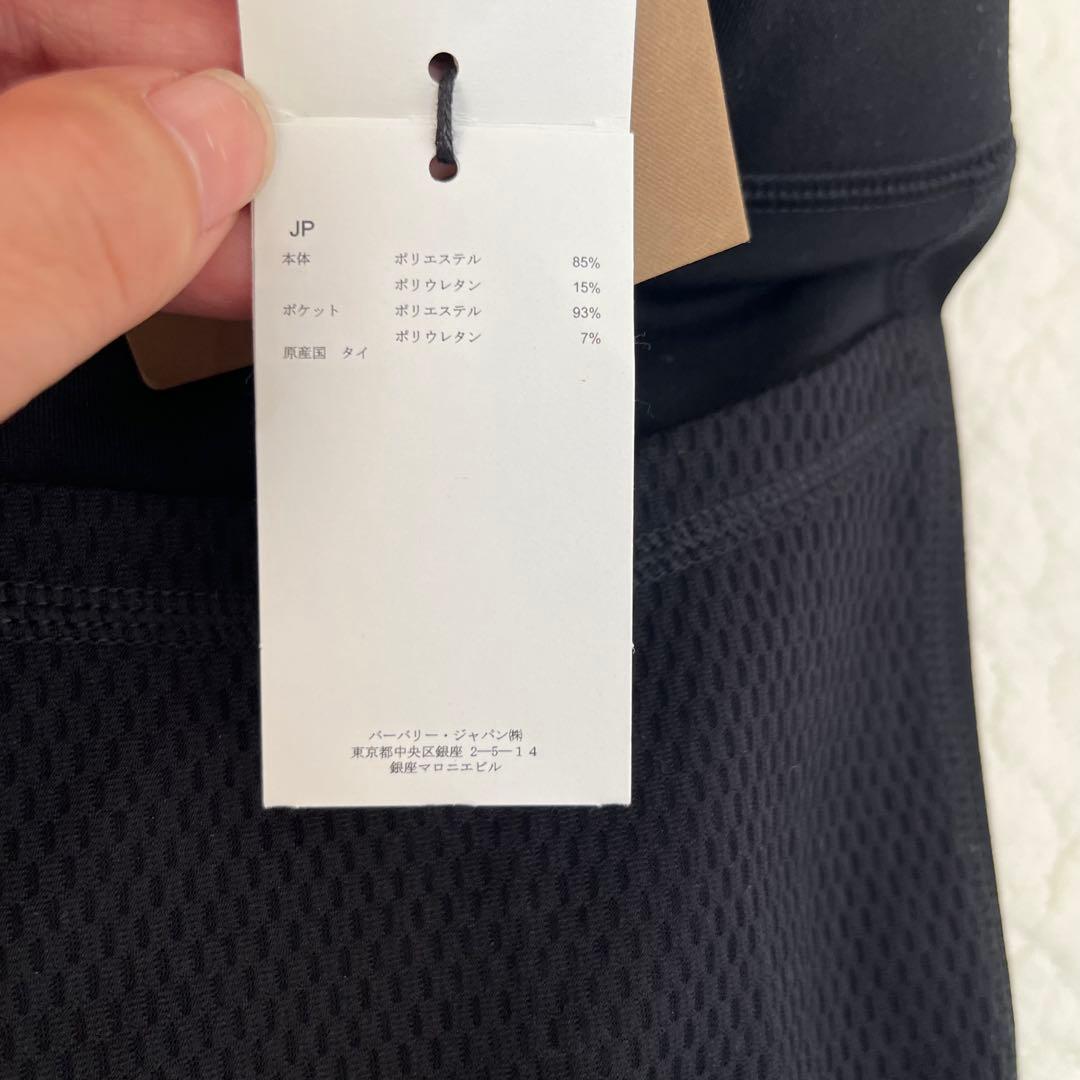 JP
本体 ポリエステル 85%
ポリウレタン 15%
ポケット ポリエステル 93%
ポリウレタン 7%
原産国 タイ
バーバリー・ジャパン㈱
東京都中央区銀座 2―5―14
銀座マロニエビル